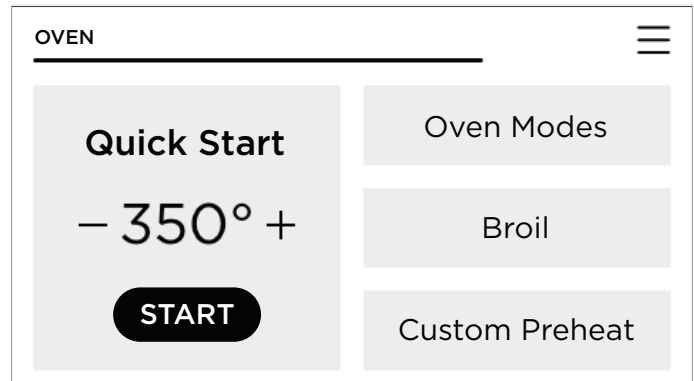 OVEN
Quick Start
− 350° +
START
Oven Modes
Broil
Custom Preheat